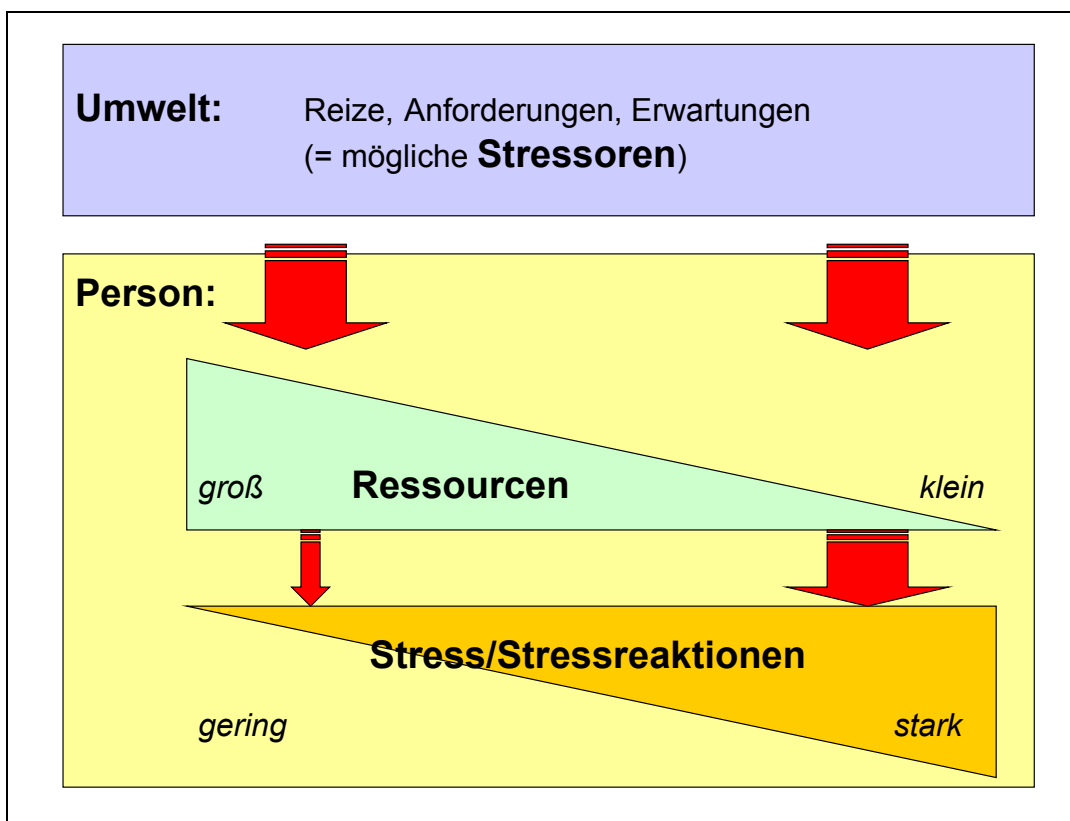 Umwelt: Reize, Anforderungen, Erwartungen
(= mögliche Stressoren)
Person:
groß Ressourcen klein
Stress/Stressreaktionen
gering stark